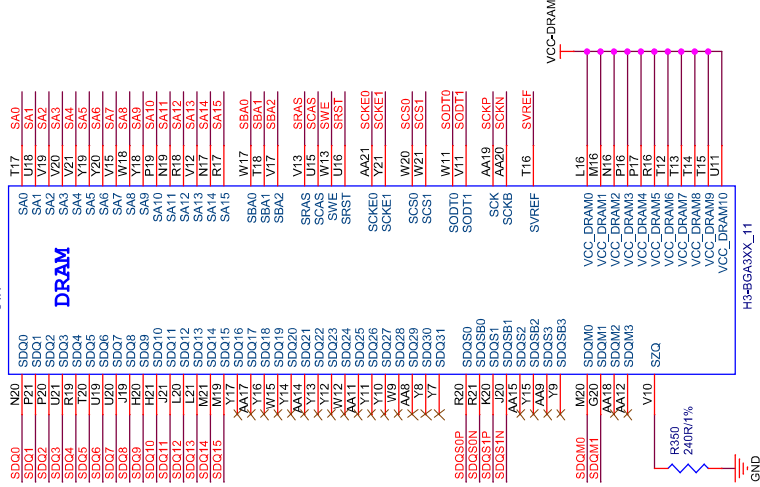 VCC-DRAM
SA0
SA1
SA2
SA3
SA4
SA5
SA6
SA7
SA8
SA9
SA10
SA11
SA12
SA13
SA14
SA15
SBA0
SBA1
SBA2
SRAS
SCAS
SWE
SRST
SCKE0
SCKE1
SCS0
SCS1
SODT0
SODT1
SCKP
SCKN
SVREF
T17
U18
V19
V20
V21
Y19
Y20
V15
W18
Y18
P19
N19
R18
V12
N17
R17
W17
T18
V17
V13
U15
W13
U16
AA21
Y21
W20
W21
W11
V11
AA19
AA20
T16
L16
M16
N16
P16
P17
R16
T12
T13
T14
T15
U11
SA0
SA1
SA2
SA3
SA4
SA5
SA6
SA7
SA8
SA9
SA10
SA11
SA12
SA13
SA14
SA15
SBA0
SBA1
SBA2
SRAS
SCAS
SWE
SRST
SCKE0
SCKE1
SCS0
SCS1
SODT0
SODT1
SCK
SCKB
SVREF
VCC_DRAM0
VCC_DRAM1
VCC_DRAM2
VCC_DRAM3
VCC_DRAM4
VCC_DRAM5
VCC_DRAM6
VCC_DRAM7
VCC_DRAM8
VCC_DRAM9
VCC_DRAM10
DRAM
H3-BGA3XX_11
SDQ0
SDQ1
SDQ2
SDQ3
SDQ4
SDQ5
SDQ6
SDQ7
SDQ8
SDQ9
SDQ10
SDQ11
SDQ12
SDQ13
SDQ14
SDQ15
SDQ16
SDQ17
SDQ18
SDQ19
SDQ20
SDQ21
SDQ22
SDQ23
SDQ24
SDQ25
SDQ26
SDQ27
SDQ28
SDQ29
SDQ30
SDQ31
SDQS0
SDQSB0
SDQS1
SDQSB1
SDQS2
SDQSB2
SDQS3
SDQSB3
SDQM0
SDQM1
SDQM2
SDQM3
SZQ
N20
P21
P20
U21
R19
T20
U19
U20
J19
H20
H21
J21
L20
L21
M21
M19
Y17
AA17
Y16
W15
Y14
AA14
Y13
Y12
W12
AA11
Y11
Y10
W9
AA8
Y8
Y7
R20
R21
K20
J20
AA15
Y15
AA9
Y9
M20
G20
AA18
AA12
V10
SDQ0
SDQ1
SDQ2
SDQ3
SDQ4
SDQ5
SDQ6
SDQ7
SDQ8
SDQ9
SDQ10
SDQ11
SDQ12
SDQ13
SDQ14
SDQ15
SDQS0P
SDQS0N
SDQS1P
SDQS1N
SDQM0
SDQM1
R350
240R/1%
GND